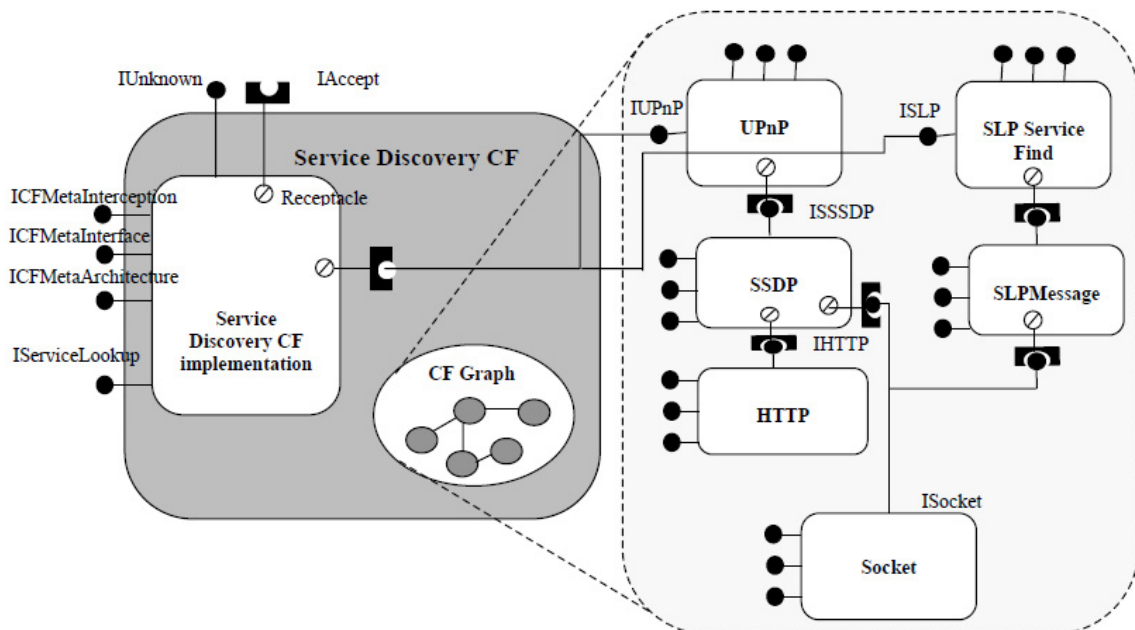 IUnknown
IAccept
Service Discovery CF
Receptacle
ICFMetaInterception
ICFMetaInterface
ICFMetaArchitecture
IServiceLookup
Service
Discovery CF
implementation
CF Graph
IUPnP
UPnP
ISLP
SLP Service
Find
ISSSDP
SSDP
SLPMessage
IHTTP
HTTP
ISocket
Socket